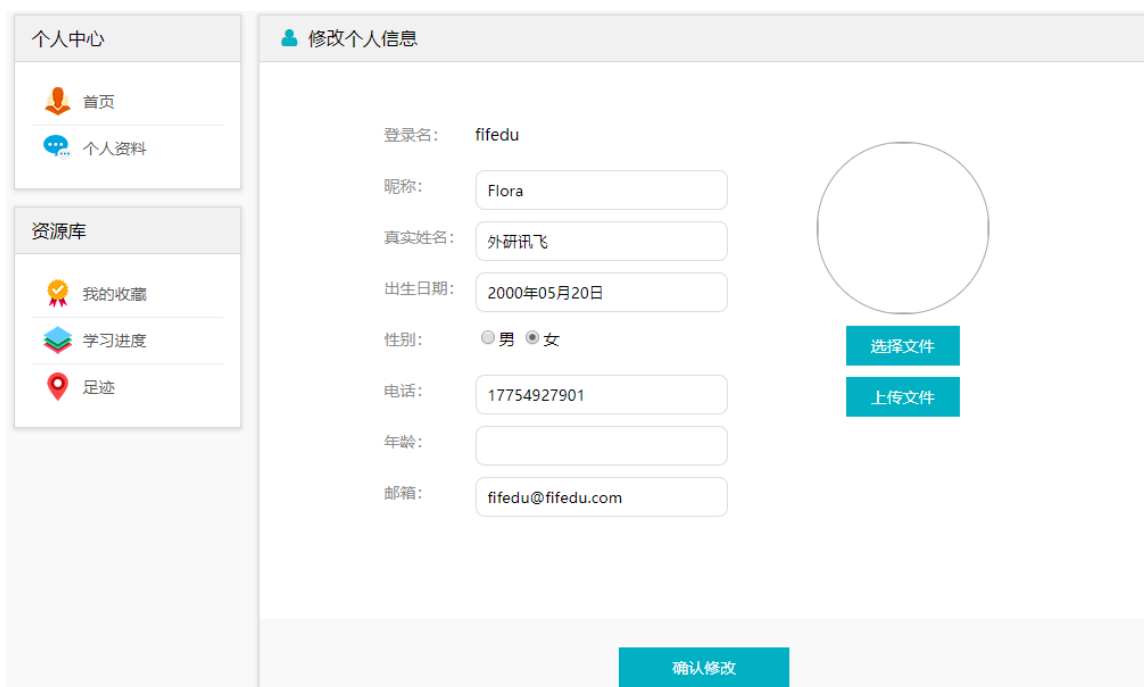 个人中心
首页
个人资料
资源库
我的收藏
学习进度
足迹
修改个人信息
登录名： fifedu
昵称： Flora
真实姓名： 外研讯飞
出生日期： 2000年05月20日
性别： 男 女
电话： 17754927901
年龄：
邮箱： fifedu@fifedu.com
选择文件
上传文件
确认修改